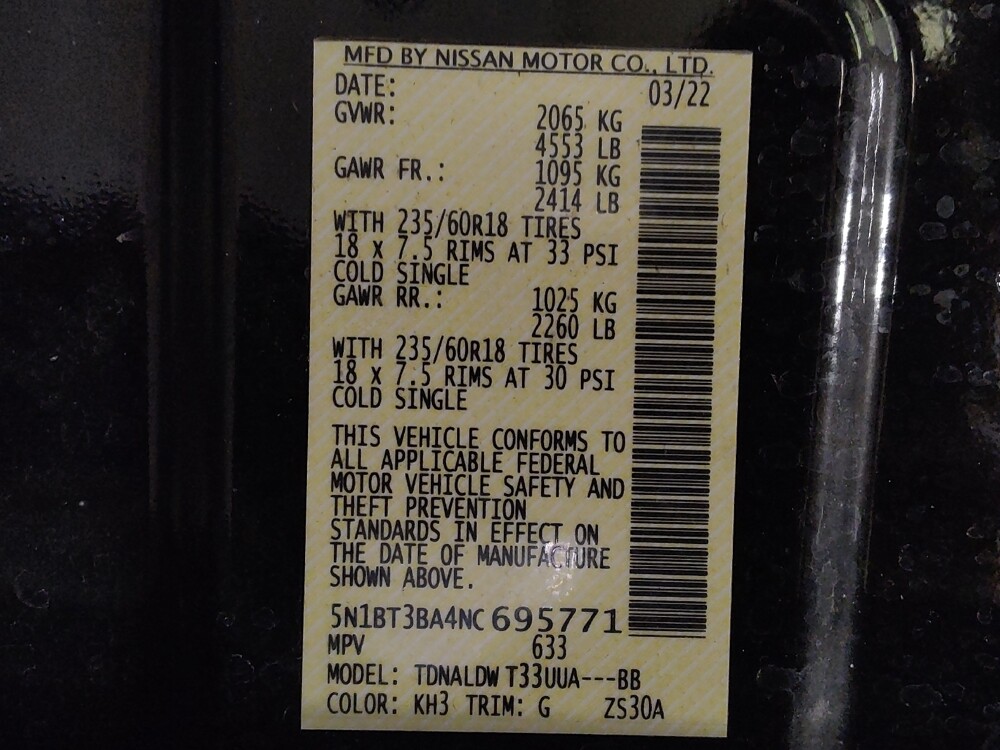 MFD BY NISSAN MOTOR CO., LTD.
DATE: 03/22
GVWR: 2065 KG
4553 LB
GAWR FR.: 1095 KG
2414 LB
WITH 235/60R18 TIRES
18 x 7.5 RIMS AT 33 PSI
COLD SINGLE
GAWR RR.: 1025 KG
2260 LB
WITH 235/60R18 TIRES
18 x 7.5 RIMS AT 30 PSI
COLD SINGLE
THIS VEHICLE CONFORMS TO
ALL APPLICABLE FEDERAL
MOTOR VEHICLE SAFETY AND
THEFT PREVENTION
STANDARDS IN EFFECT ON
THE DATE OF MANUFACTURE
SHOWN ABOVE.
5N1BT3BA4NC695771
MPV 633
MODEL: TDNALDW T33UUA---BB
COLOR: KH3 TRIM: G ZS30A